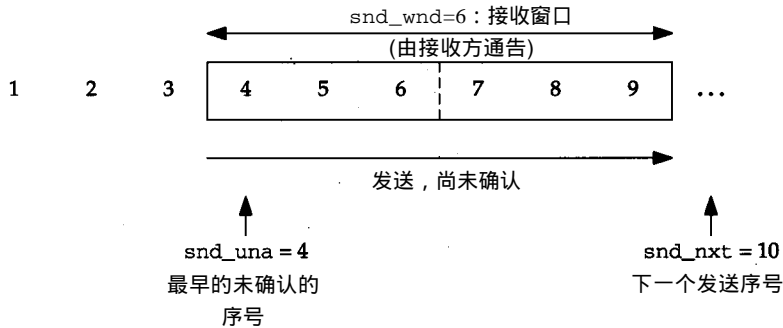 snd_wnd=6：接收窗口
(由接收方通告)
1 2 3 4 5 6 7 8 9 ...
发送，尚未确认
snd_una = 4
最早的未确认的
序号
snd_nxt = 10
下一个发送序号